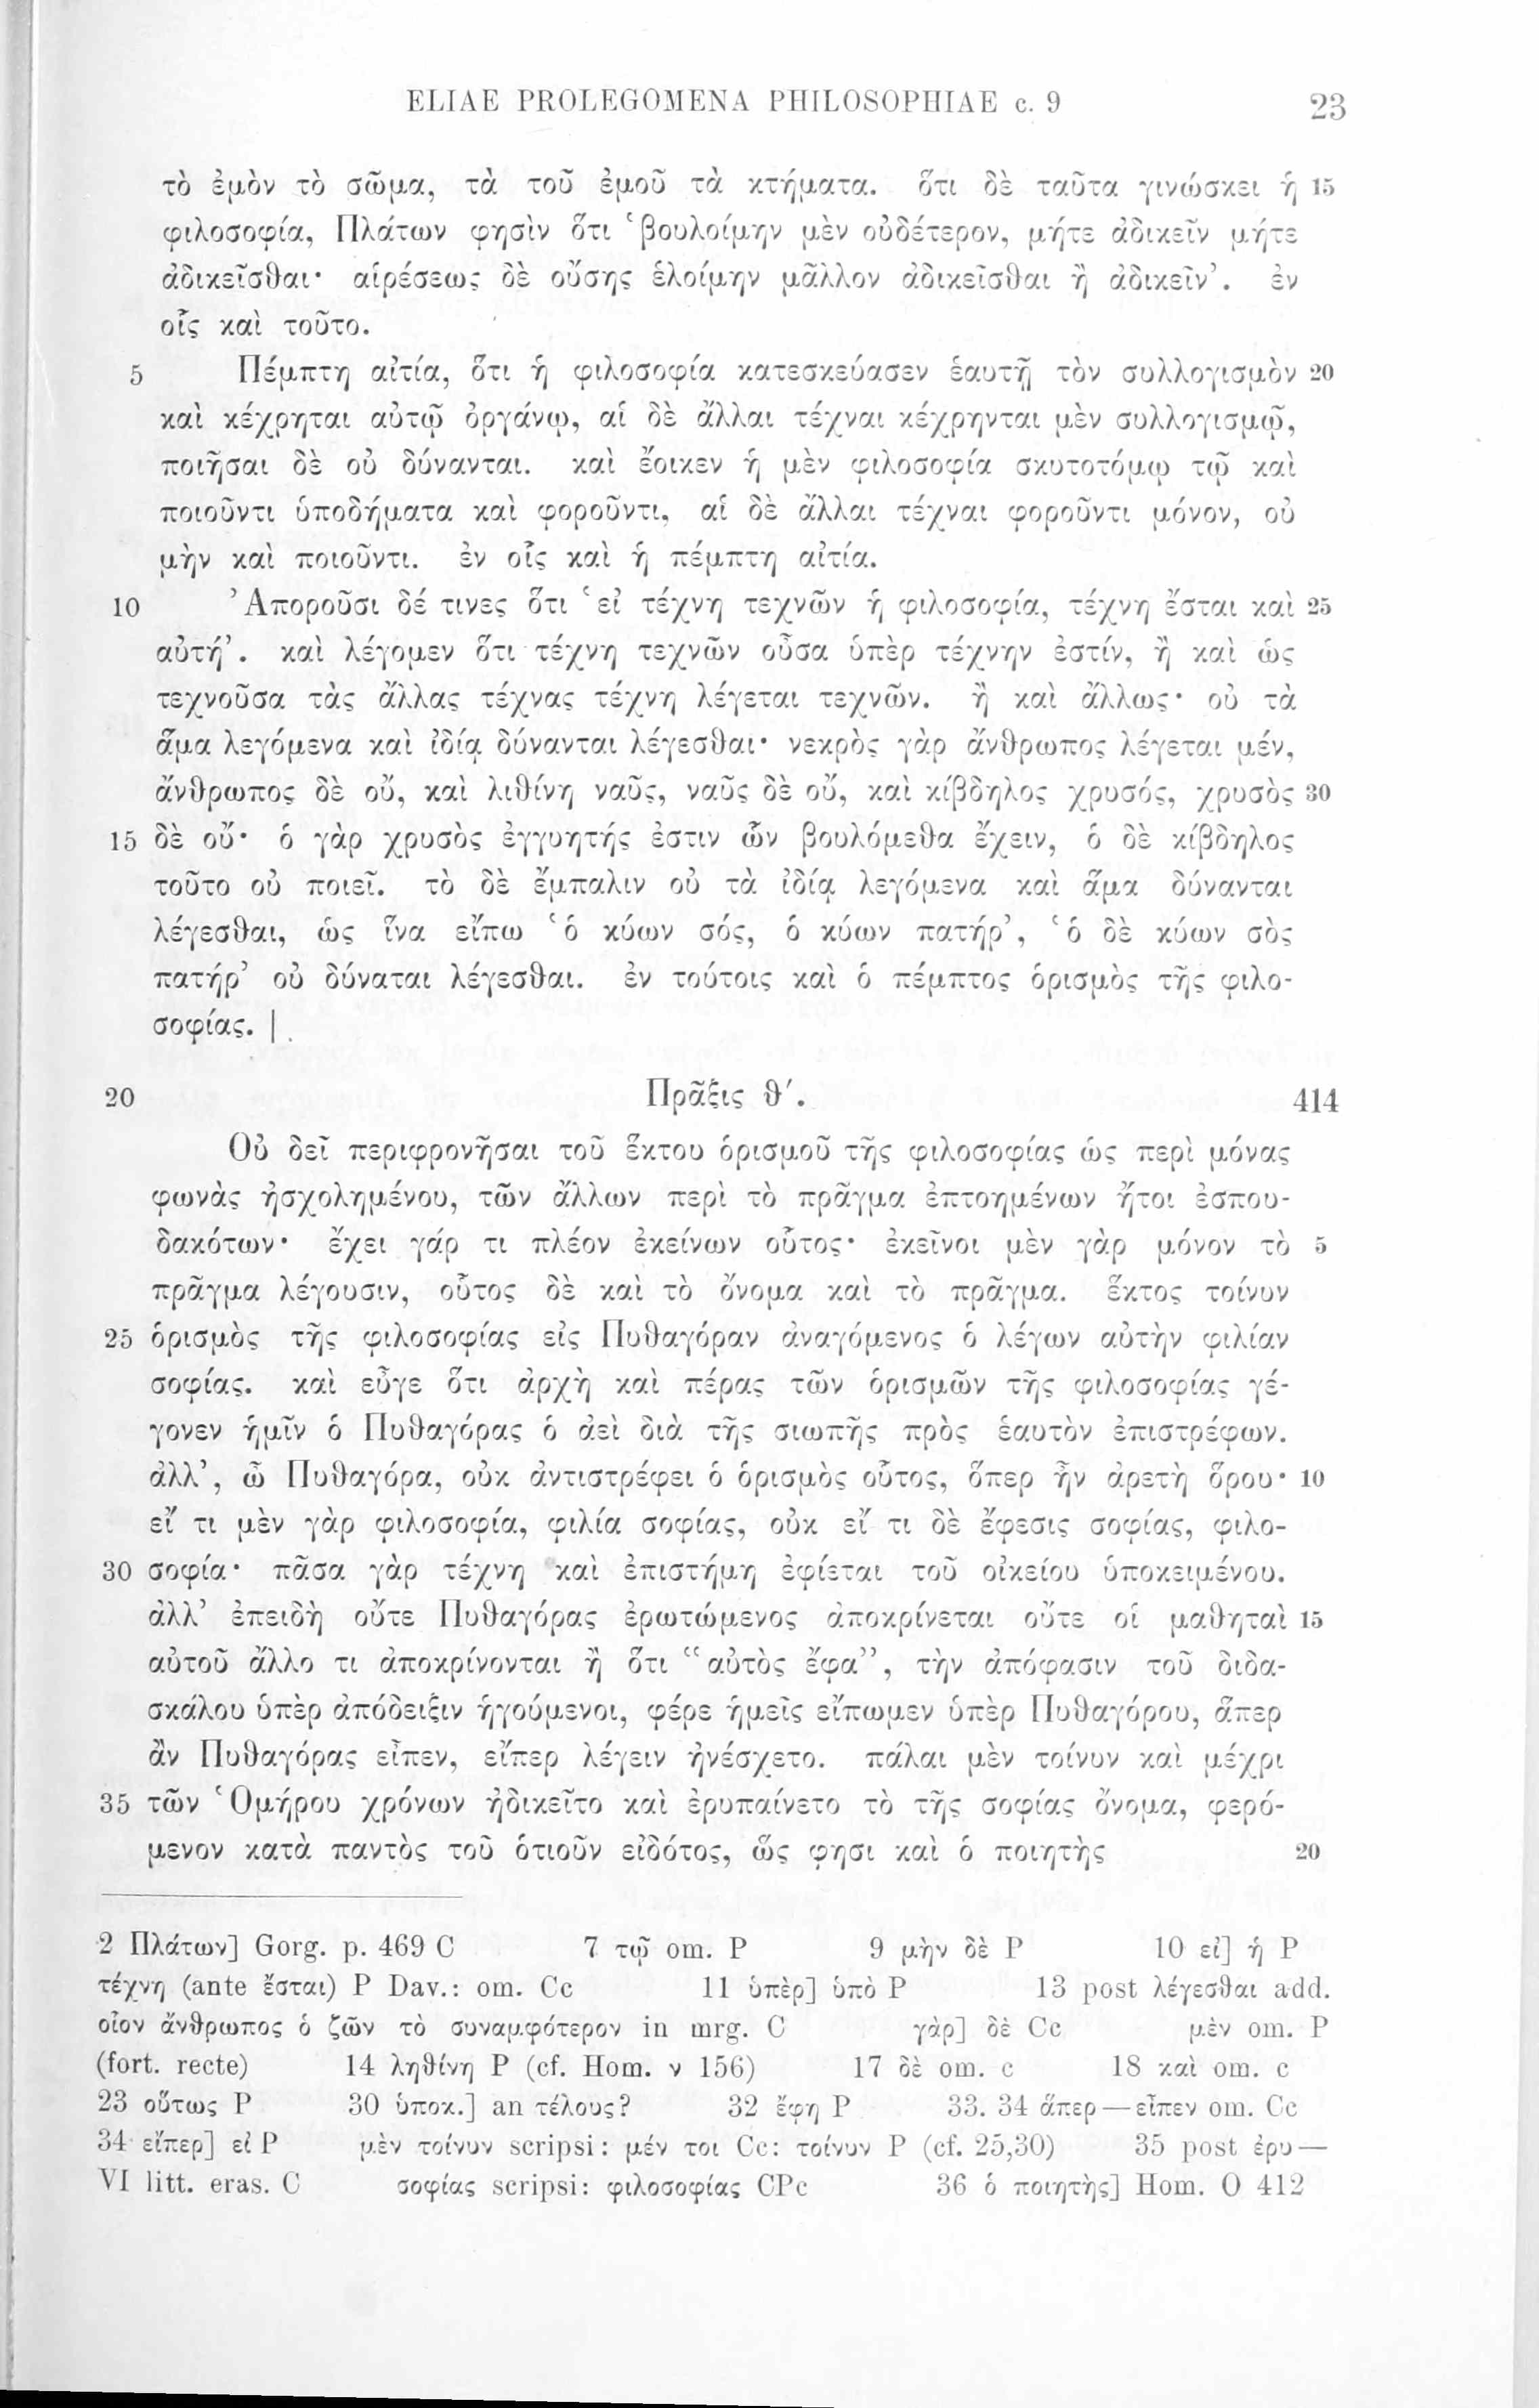 ELIAE PROLEGOMENA PHILOSOPHIAE c. 9 23
τὸ ἐμὸν τὸ σῶμα, τὰ τοῦ ἐμοῦ τὰ κτήματα. ὅτι δὲ ταῦτα γινώσκει ἡ 15
φιλοσοφία, Πλάτων φησὶν ὅτι ‘βουλοίμην μὲν οὐδέτερον, μήτε ἀδικεῖν μήτε
ἀδικεῖσθαι· αἱρέσεως δὲ οὔσης ἑλοίμην μᾶλλον ἀδικεῖσθαι ἢ ἀδικεῖν’. ἐν
οἷς καὶ τοῦτο.
5 Πέμπτη αἰτία, ὅτι ἡ φιλοσοφία κατεσκεύασεν ἑαυτῇ τὸν συλλογισμὸν 20
καὶ κέχρηται αὐτῷ ὀργάνῳ, αἱ δὲ ἄλλαι τέχναι κέχρηνται μὲν συλλογισμῷ,
ποιῆσαι δὲ οὐ δύνανται. καὶ ἔοικεν ἡ μὲν φιλοσοφία σκυτοτόμῳ τῷ καὶ
ποιοῦντι ὑποδήματα καὶ φοροῦντι, αἱ δὲ ἄλλαι τέχναι φοροῦντι μόνον, οὐ
μὴν καὶ ποιοῦντι. ἐν οἷς καὶ ἡ πέμπτη αἰτία.
10 Ἀποροῦσι δέ τινες ὅτι ‘εἰ τέχνη τεχνῶν ἡ φιλοσοφία, τέχνη ἔσται καὶ 25
αὐτή’. καὶ λέγομεν ὅτι τέχνη τεχνῶν οὖσα ὑπὲρ τέχνην ἐστίν, ἢ καὶ ὡς
τεχνοῦσα τὰς ἄλλας τέχνας τέχνη λέγεται τεχνῶν. ἢ καὶ ἄλλως· οὐ τὰ
ἅμα λεγόμενα καὶ ἰδίᾳ δύνανται λέγεσθαι· νεκρὸς γὰρ ἄνθρωπος λέγεται μέν,
ἄνθρωπος δὲ οὔ, καὶ λιθίνη ναῦς, ναῦς δὲ οὔ, καὶ κίβδηλος χρυσός, χρυσὸς 30
15 δὲ οὔ· ὁ γὰρ χρυσὸς ἐγγυητής ἐστιν ὧν βουλόμεθα ἔχειν, ὁ δὲ κίβδηλος
τοῦτο οὐ ποιεῖ. τὸ δὲ ἔμπαλιν οὐ τὰ ἰδίᾳ λεγόμενα καὶ ἅμα δύνανται
λέγεσθαι, ὡς ἵνα εἴπω ‘ὁ κύων σός, ὁ κύων πατήρ’, ‘ὁ δὲ κύων σὸς
πατήρ’ οὐ δύναται λέγεσθαι. ἐν τούτοις καὶ ὁ πέμπτος ὁρισμὸς τῆς φιλο-
σοφίας. |
20 Πρᾶξις θ′. 414
Οὐ δεῖ περιφρονῆσαι τοῦ ἕκτου ὁρισμοῦ τῆς φιλοσοφίας ὡς περὶ μόνας
φωνὰς ἠσχολημένου, τῶν ἄλλων περὶ τὸ πρᾶγμα ἐπτοημένων ἤτοι ἐσπου-
δακότων· ἔχει γάρ τι πλέον ἐκείνων οὗτος· ἐκεῖνοι μὲν γὰρ μόνον τὸ 5
πρᾶγμα λέγουσιν, οὗτος δὲ καὶ τὸ ὄνομα καὶ τὸ πρᾶγμα. ἕκτος τοίνυν
25 ὁρισμὸς τῆς φιλοσοφίας εἰς Πυθαγόραν ἀναγόμενος ὁ λέγων αὐτὴν φιλίαν
σοφίας. καὶ εὖγε ὅτι ἀρχὴ καὶ πέρας τῶν ὁρισμῶν τῆς φιλοσοφίας γέ-
γονεν ἡμῖν ὁ Πυθαγόρας ὁ ἀεὶ διὰ τῆς σιωπῆς πρὸς ἑαυτὸν ἐπιστρέφων.
ἀλλ’, ὦ Πυθαγόρα, οὐκ ἀντιστρέφει ὁ ὁρισμὸς οὗτος, ὅπερ ἦν ἀρετὴ ὅρου· 10
εἴ τι μὲν γὰρ φιλοσοφία, φιλία σοφίας, οὐκ εἴ τι δὲ ἔφεσις σοφίας, φιλο-
30 σοφία· πᾶσα γὰρ τέχνη καὶ ἐπιστήμη ἐφίεται τοῦ οἰκείου ὑποκειμένου.
ἀλλ’ ἐπειδὴ οὔτε Πυθαγόρας ἐρωτώμενος ἀποκρίνεται οὔτε οἱ μαθηταὶ 15
αὐτοῦ ἄλλο τι ἀποκρίνονται ἢ ὅτι “αὐτὸς ἔφα”, τὴν ἀπόφασιν τοῦ διδα-
σκάλου ὑπὲρ ἀπόδειξιν ἡγούμενοι, φέρε ἡμεῖς εἴπωμεν ὑπὲρ Πυθαγόρου, ἅπερ
ἂν Πυθαγόρας εἶπεν, εἴπερ λέγειν ἠνέσχετο. πάλαι μὲν τοίνυν καὶ μέχρι
35 τῶν Ὁμήρου χρόνων ἠδικεῖτο καὶ ἐρυπαίνετο τὸ τῆς σοφίας ὄνομα, φερό-
μενον κατὰ παντὸς τοῦ ὁτιοῦν εἰδότος, ὥς φησι καὶ ὁ ποιητὴς 20
2 Πλάτων] Gorg. p. 469 C 7 τῷ om. P 9 μὴν δὲ P 10 εἰ] ἡ P
τέχνη (ante ἔσται) P Dav.: om. Cc 11 ὑπὲρ] ὑπὸ P 13 post λέγεσθαι add.
οἷον ἄνθρωπος ὁ ζῶν τὸ συναμφότερον in mrg. C γὰρ] δὲ Cc μὲν om. P
(fort. recte) 14 ληθίνη P (cf. Hom. ν 156) 17 δὲ om. c 18 καὶ om. c
23 οὕτως P 30 ὑποκ.] an τέλους? 32 ἔφη P 33. 34 ἅπερ—εἶπεν om. Cc
34 εἴπερ] εἰ P μὲν τοίνυν scripsi: μέν τοι Cc: τοίνυν P (cf. 25,30) 35 post ἐρυ—
VI litt. eras. C σοφίας scripsi: φιλοσοφίας CPc 36 ὁ ποιητὴς] Hom. O 412